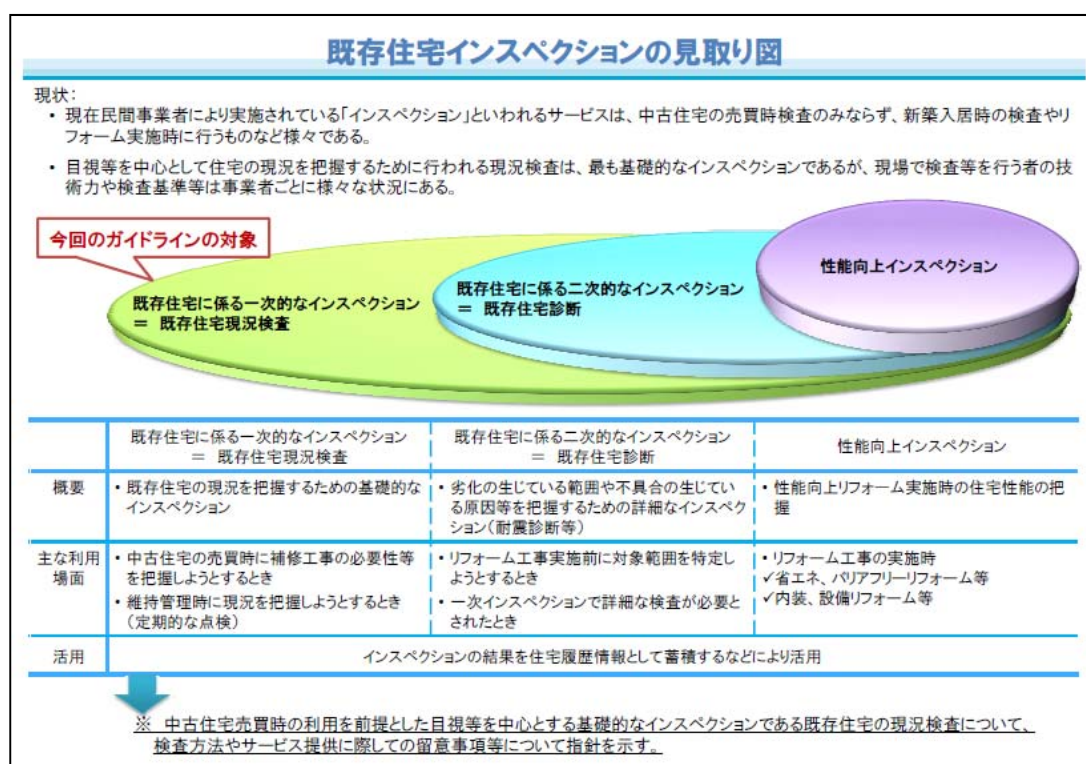 既存住宅インスペクションの見取り図
現状：
• 現在民間事業者により実施されている「インスペクション」といわれるサービスは、中古住宅の売買時検査のみならず、新築入居時の検査やリ
フォーム実施時に行うものなど様々である。
• 目視等を中心として住宅の現況を把握するために行われる現況検査は、最も基礎的なインスペクションであるが、現場で検査等を行う者の技
術力や検査基準等は事業者ごとに様々な状況にある。
今回のガイドラインの対象
既存住宅に係る一次的なインスペクション
＝ 既存住宅現況検査
既存住宅に係る二次的なインスペクション
＝ 既存住宅診断
性能向上インスペクション
既存住宅に係る一次的なインスペクション
＝ 既存住宅現況検査
既存住宅に係る二次的なインスペクション
＝ 既存住宅診断
性能向上インスペクション
概要
• 既存住宅の現況を把握するための基礎的な
インスペクション
• 劣化の生じている範囲や不具合の生じてい
る原因等を把握するための詳細なインスペク
ション（耐震診断等）
• 性能向上リフォーム実施時の住宅性能の把
握
主な利用
場面
• 中古住宅の売買時に補修工事の必要性等
を把握しようとするとき
• 維持管理時に現況を把握しようとするとき
（定期的な点検）
• リフォーム工事実施前に対象範囲を特定し
ようとするとき
• 一次インスペクションで詳細な検査が必要と
されたとき
• リフォーム工事の実施時
✓省エネ、バリアフリーリフォーム等
✓内装、設備リフォーム等
活用
インスペクションの結果を住宅履歴情報として蓄積するなどにより活用
※ 中古住宅売買時の利用を前提とした目視等を中心とする基礎的なインスペクションである既存住宅の現況検査について、
検査方法やサービス提供に際しての留意事項等について指針を示す。